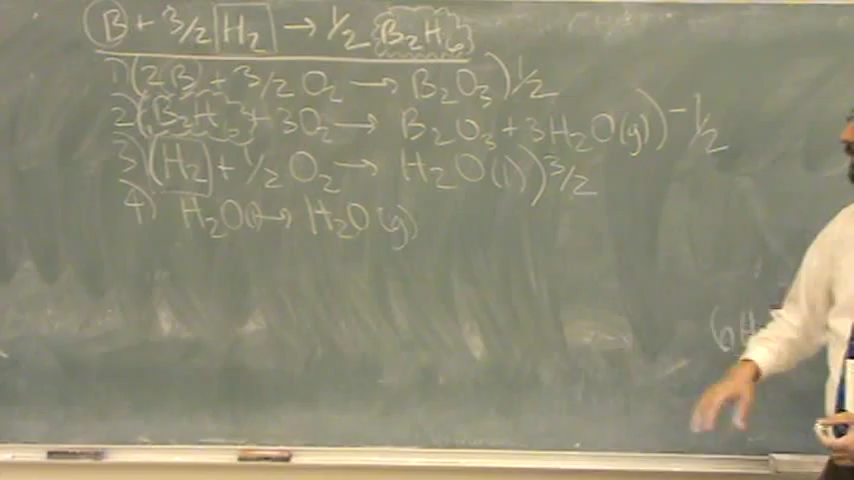 B + 3/2 H₂ → 1/2 B₂H₆
1) (2B + 3/2 O₂ → B₂O₃) 1/2
2) (B₂H₆ + 3O₂ → B₂O₃ + 3H₂O(g)) - 1/2
3) (H₂ + 1/2 O₂ → H₂O(l)) 3/2
4) H₂O(l) → H₂O(g)
6H